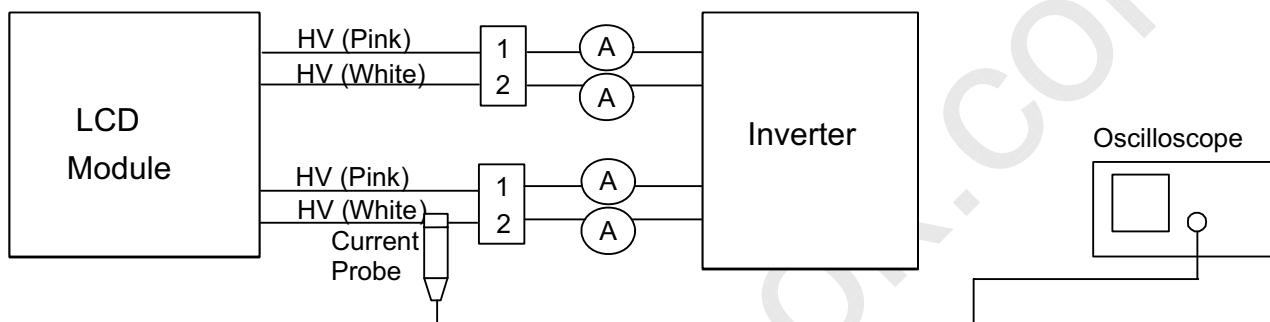 HV (Pink)
1
A
HV (White)
2
A
LCD
Module
Inverter
Oscilloscope
HV (Pink)
1
A
HV (White)
2
A
Current
Probe